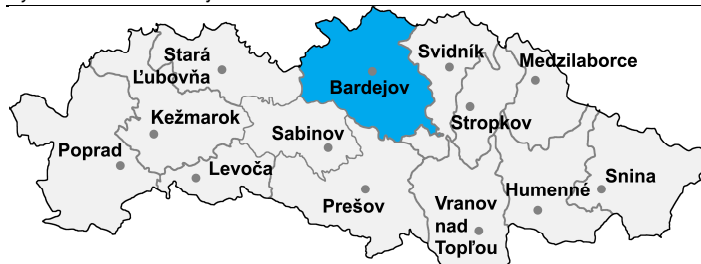 Stará
Ľubovňa
Svidník
Medzilaborce
Bardejov
Kežmarok
Stropkov
Sabinov
Poprad
Levoča
Snina
Humenné
Prešov
Vranov
nad
Topľou